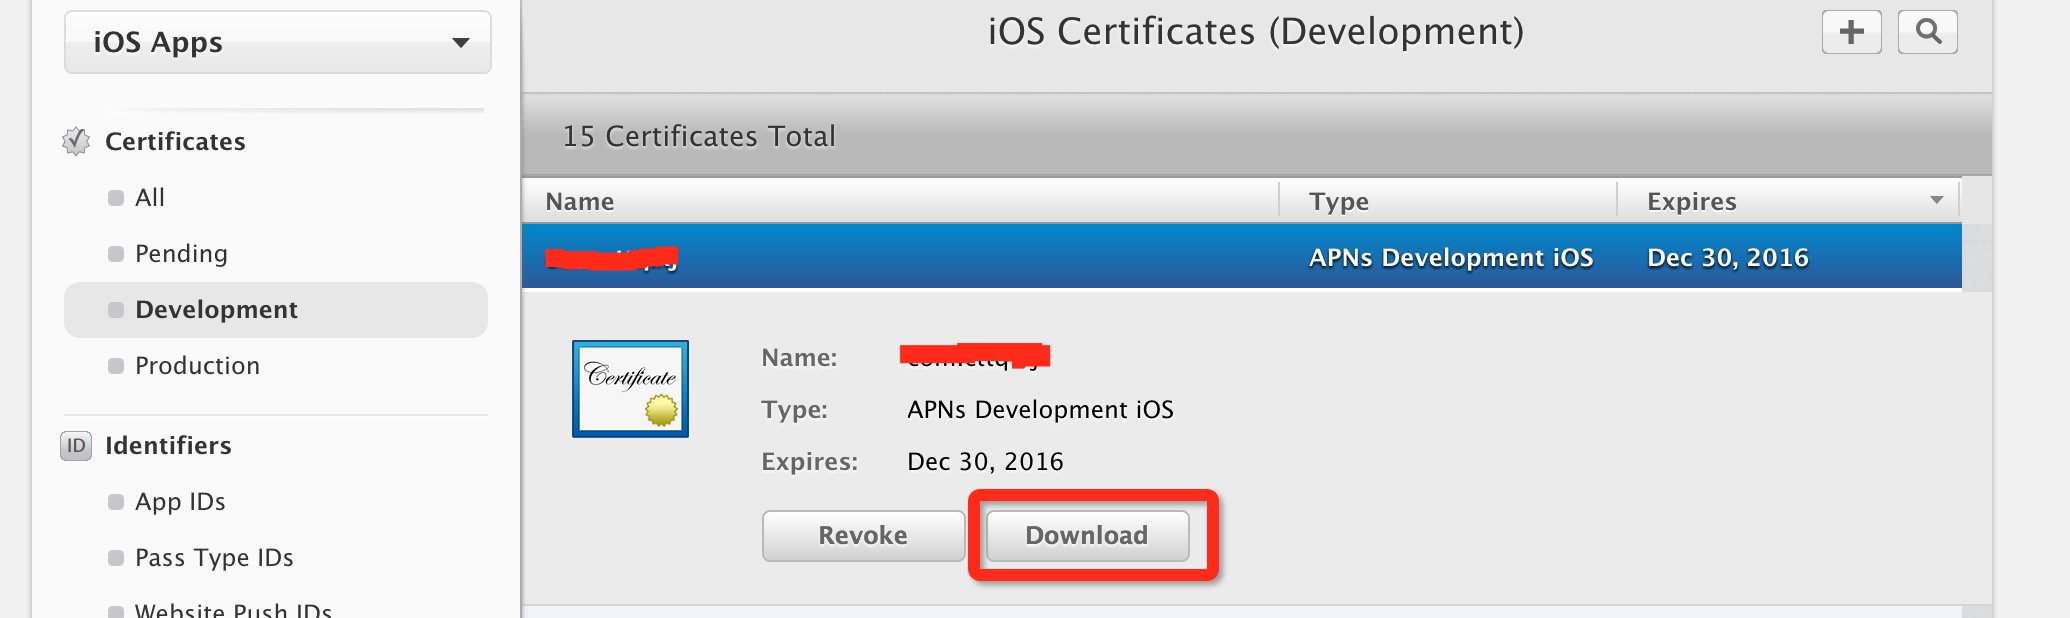 iOS Apps
Certificates
All
Pending
Development
Production
ID Identifiers
App IDs
Pass Type IDs
Website Push IDs
iOS Certificates (Development)
15 Certificates Total
Name Type Expires
APNs Development iOS Dec 30, 2016
Certificate
Name:
Type: APNs Development iOS
Expires: Dec 30, 2016
Revoke Download